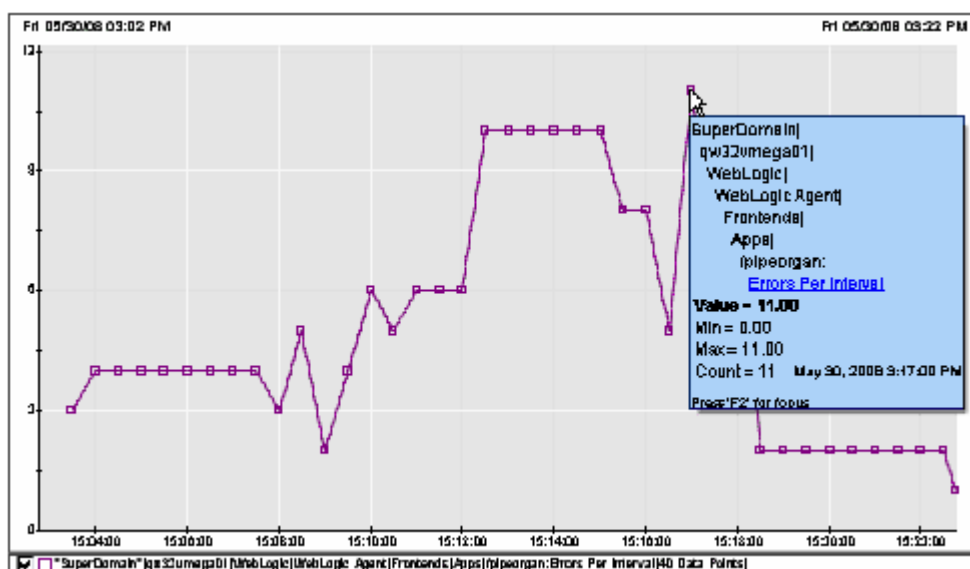 Fri 05/30/08 03:02 PM
Fri 05/30/08 03:22 PM
12
9
6
3
0
SuperDomain|
qw32vmega01|
WebLogic|
WebLogic Agent|
Frontends|
Apps|
/pipeorgan:
Errors Per Interval
Value = 11.00
Min = 0.00
Max = 11.00
Count = 11 May 30, 2008 3:17:00 PM
Press 'F2' for focus
15:04:00 15:06:00 15:08:00 15:10:00 15:12:00 15:14:00 15:16:00 15:18:00 15:20:00 15:22:00
*SuperDomain*|qw32vmega01|WebLogic|WebLogic Agent|Frontends|Apps|/pipeorgan:Errors Per Interval|40 Data Points|